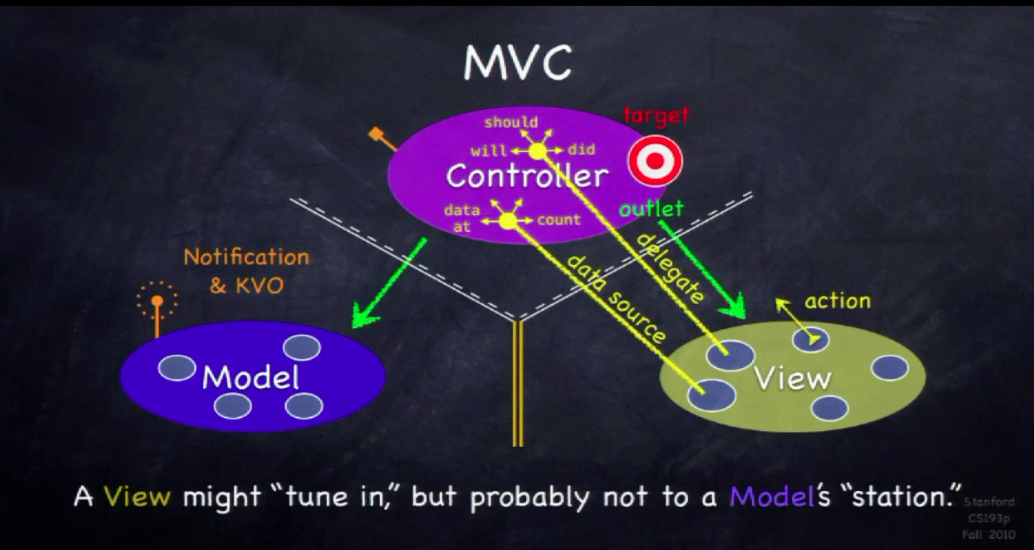 MVC
should
target
will
did
Controller
data
at
count
outlet
Notification
& KVO
delegate
data source
action
Model
View
A View might “tune in,” but probably not to a Model’s “station.”
Stanford
CS193p
Fall 2010